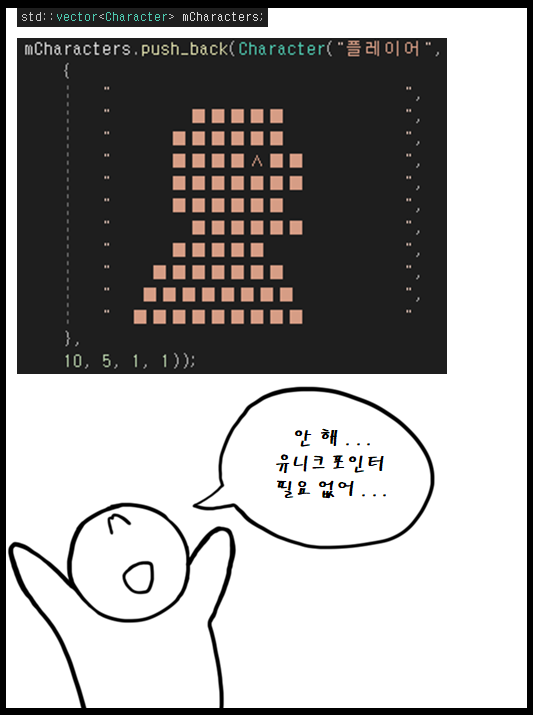 std::vector<Character> mCharacters;
mCharacters.push_back(Character("플레이어",
{
" ",
" ■■■■■ ",
" ■■■■■■ ",
" ■■■■^■■ ",
" ■■■■■■■ ",
" ■■■■■■ ",
" ■■■■■■ ",
" ■■■■■ ",
" ■■■■■■■ ",
" ■■■■■■■■ ",
" ■■■■■■■■■ "
},
10, 5, 1, 1));
안 해...
유니크 포인터
필요 없어...